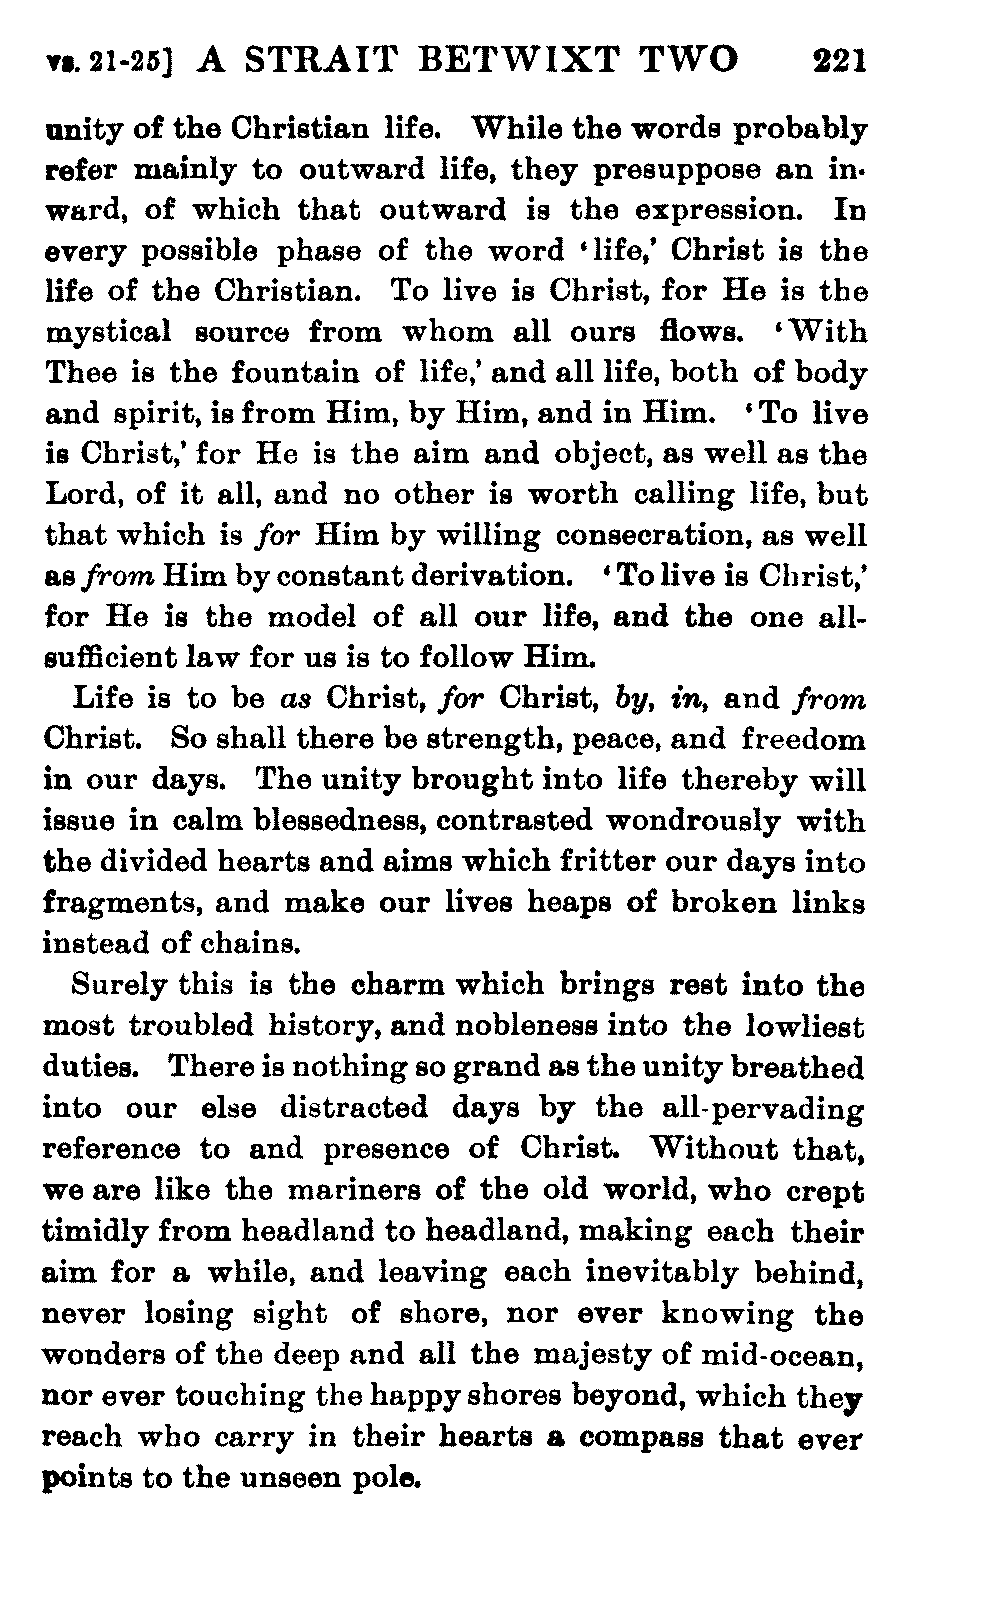 vs. 21-25] A STRAIT BETWIXT TWO 221
unity of the Christian life. While the words probably
refer mainly to outward life, they presuppose an in-
ward, of which that outward is the expression. In
every possible phase of the word ‘life,’ Christ is the
life of the Christian. To live is Christ, for He is the
mystical source from whom all ours flows. ‘With
Thee is the fountain of life,’ and all life, both of body
and spirit, is from Him, by Him, and in Him. ‘To live
is Christ,’ for He is the aim and object, as well as the
Lord, of it all, and no other is worth calling life, but
that which is for Him by willing consecration, as well
as from Him by constant derivation. ‘To live is Christ,’
for He is the model of all our life, and the one all-
sufficient law for us is to follow Him.
Life is to be as Christ, for Christ, by, in, and from
Christ. So shall there be strength, peace, and freedom
in our days. The unity brought into life thereby will
issue in calm blessedness, contrasted wondrously with
the divided hearts and aims which fritter our days into
fragments, and make our lives heaps of broken links
instead of chains.
Surely this is the charm which brings rest into the
most troubled history, and nobleness into the lowliest
duties. There is nothing so grand as the unity breathed
into our else distracted days by the all-pervading
reference to and presence of Christ. Without that,
we are like the mariners of the old world, who crept
timidly from headland to headland, making each their
aim for a while, and leaving each inevitably behind,
never losing sight of shore, nor ever knowing the
wonders of the deep and all the majesty of mid-ocean,
nor ever touching the happy shores beyond, which they
reach who carry in their hearts a compass that ever
points to the unseen pole.